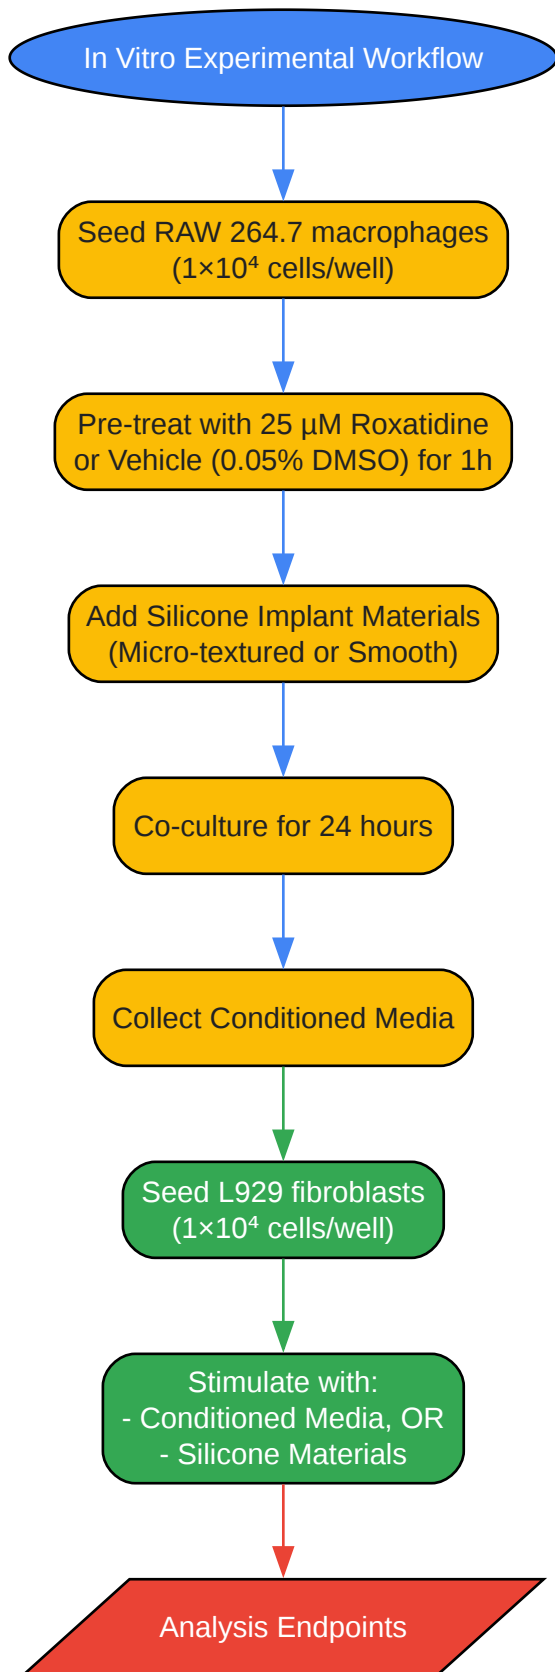 In Vitro Experimental Workflow
Seed RAW 264.7 macrophages
(1×10⁴ cells/well)
Pre-treat with 25 µM Roxatidine
or Vehicle (0.05% DMSO) for 1h
Add Silicone Implant Materials
(Micro-textured or Smooth)
Co-culture for 24 hours
Collect Conditioned Media
Seed L929 fibroblasts
(1×10⁴ cells/well)
Stimulate with:
- Conditioned Media, OR
- Silicone Materials
Analysis Endpoints